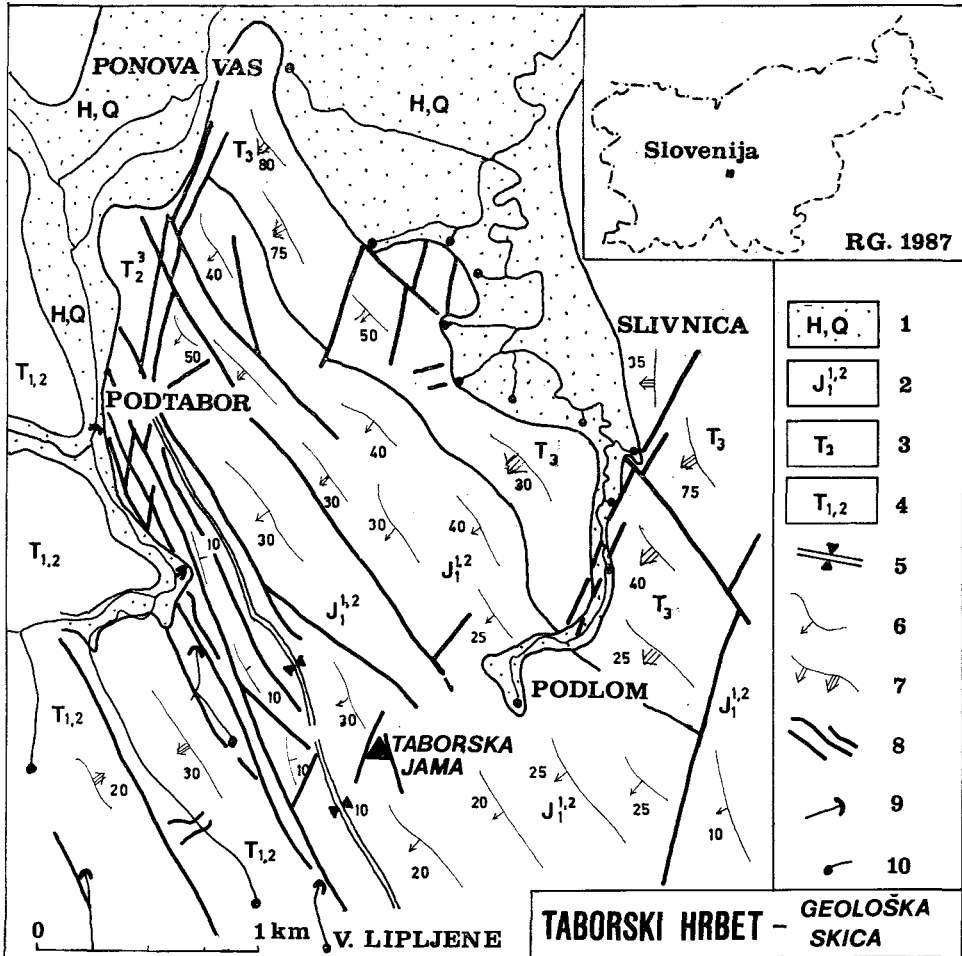 PONOVA VAS
H, Q
H,Q
T3
80
75
T2^3
40
50
50
T1,2
PODTABOR
40
T3
30
30
30
10
30
40
J1^1,2
J1^1,2
25
10
30
T1,2
T1,2
20
30
10
10
T1,2
20
TABORSKA
JAMA
25
20
J1^1,2
25
10
PODLOM
25
T3
40
J1^1,2
SLIVNICA
35
T3
75
Slovenija
RG. 1987
H, Q 1
J1^1,2 2
T3 3
T1,2 4
5
6
7
8
9
10
0 1 km
V. LIPLJENE
TABORSKI HRBET - GEOLOŠKA
SKICA